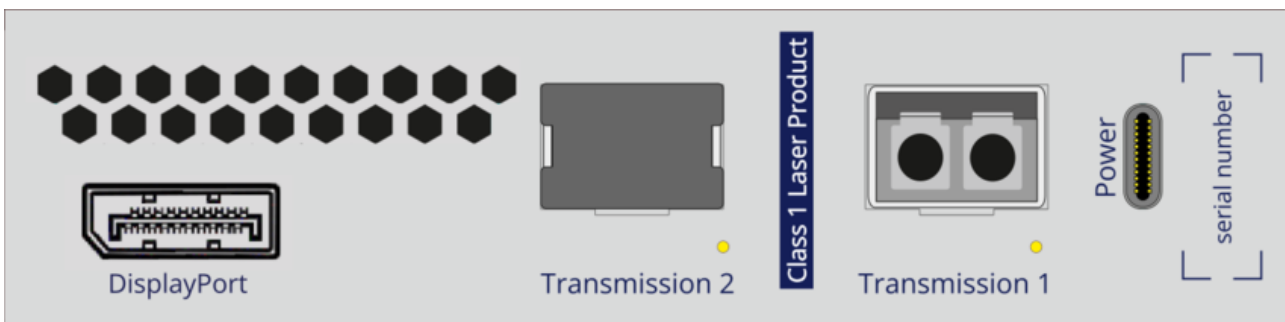 DisplayPort
Transmission 2
Class 1 Laser Product
Transmission 1
Power
serial number